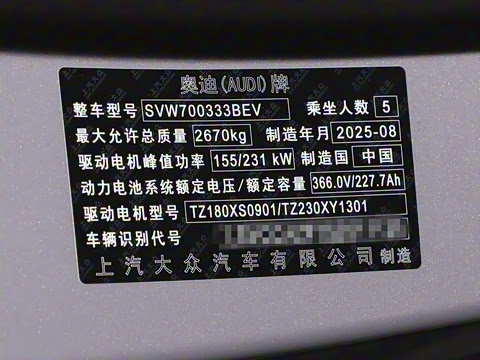 奥迪(AUDI)牌
整车型号 SVW700333BEV 乘坐人数 5
最大允许总质量 2670kg 制造年月 2025-08
驱动电机峰值功率 155/231 kW 制造国 中国
动力电池系统额定电压/额定容量 366.0V/227.7Ah
驱动电机型号 TZ180XS0901/TZ230XY1301
车辆识别代号
上汽大众汽车有限公司 制造